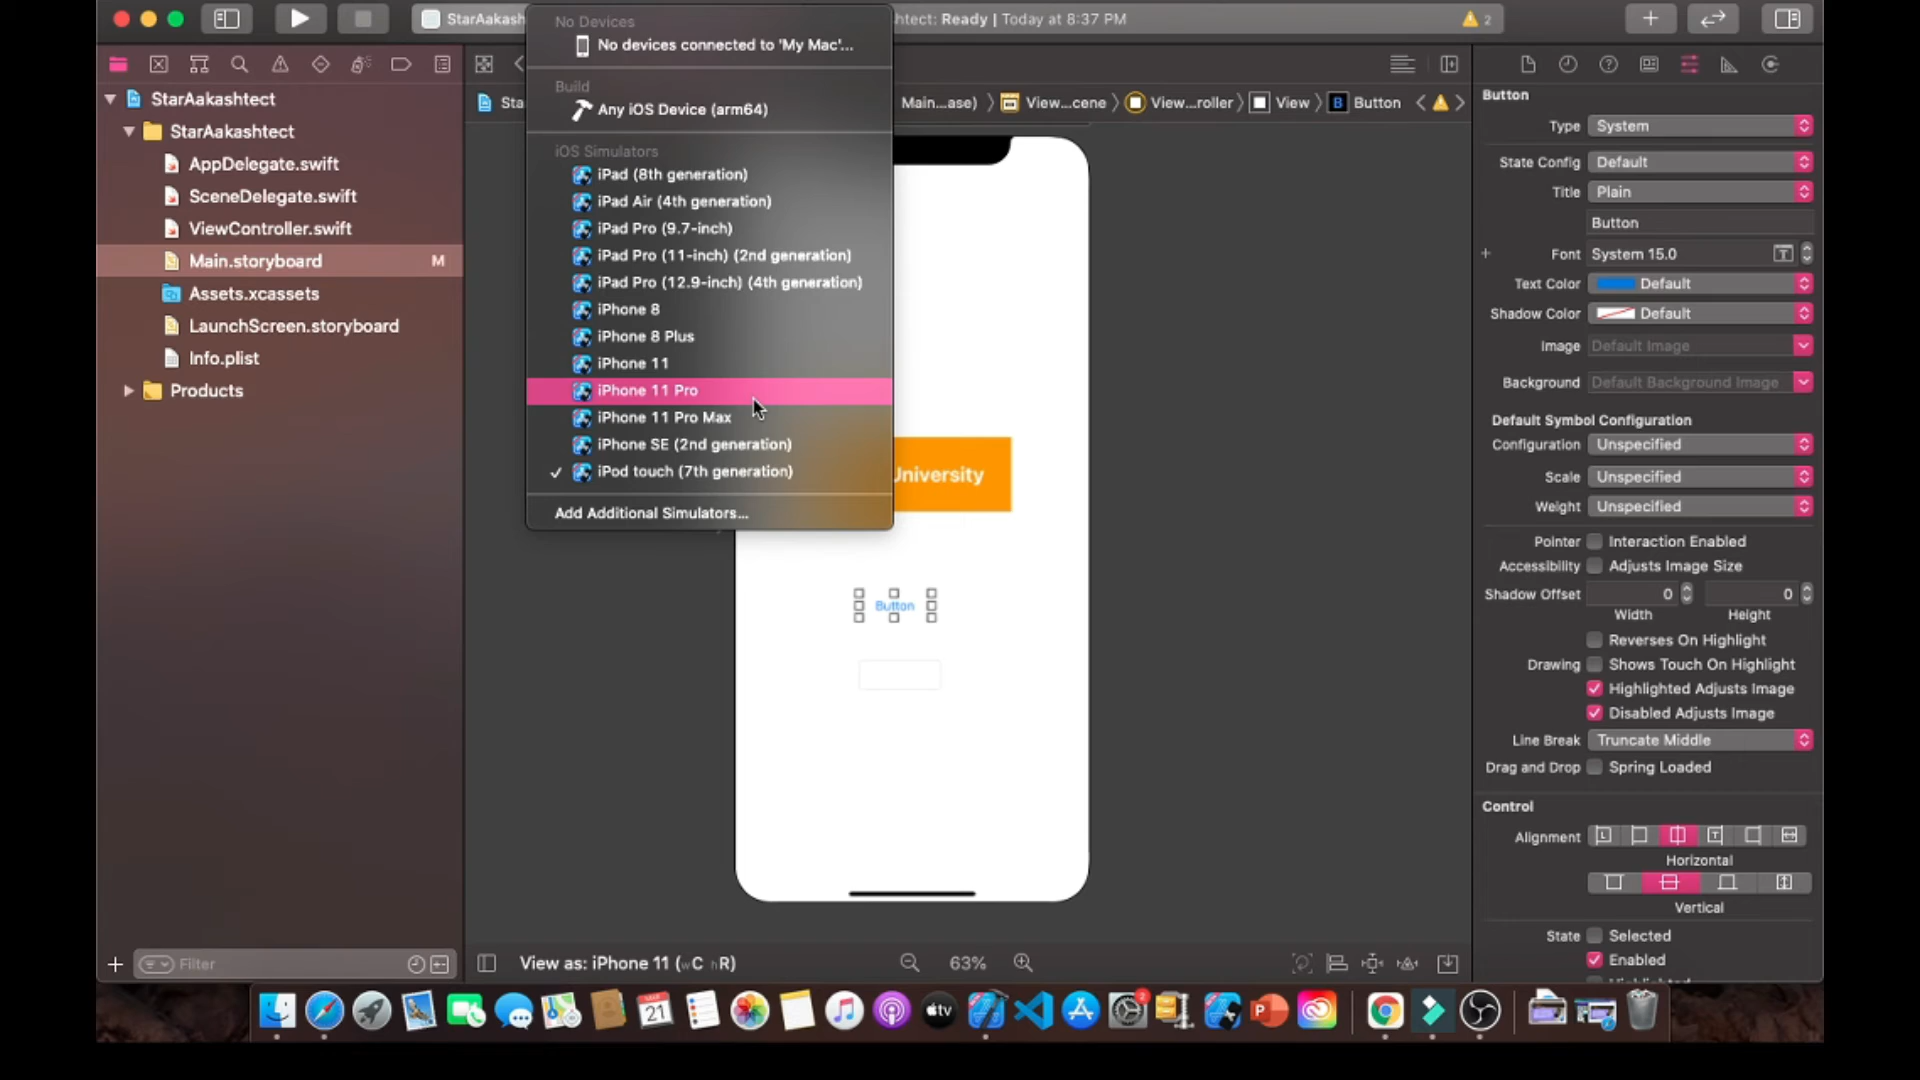 StarAakasht
htect: Ready | Today at 8:37 PM
2
No Devices
No devices connected to 'My Mac'...
Build
Any iOS Device (arm64)
iOS Simulators
iPad (8th generation)
iPad Air (4th generation)
iPad Pro (9.7-inch)
iPad Pro (11-inch) (2nd generation)
iPad Pro (12.9-inch) (4th generation)
iPhone 8
iPhone 8 Plus
iPhone 11
iPhone 11 Pro
iPhone 11 Pro Max
iPhone SE (2nd generation)
iPod touch (7th generation)
Add Additional Simulators...
StarAakashtect
StarAakashtect
AppDelegate.swift
SceneDelegate.swift
ViewController.swift
Main.storyboard M
Assets.xcassets
LaunchScreen.storyboard
Info.plist
Products
Filter
Sta
Main...ase) View...cene View...roller View B Button
University
Button
View as: iPhone 11 (wC hR)
63%
Button
Type System
State Config Default
Title Plain
Button
Font System 15.0
Text Color Default
Shadow Color Default
Image Default Image
Background Default Background Image
Default Symbol Configuration
Configuration Unspecified
Scale Unspecified
Weight Unspecified
Pointer Interaction Enabled
Accessibility Adjusts Image Size
Shadow Offset 0 0
Width Height
Reverses On Highlight
Drawing Shows Touch On Highlight
Highlighted Adjusts Image
Disabled Adjusts Image
Line Break Truncate Middle
Drag and Drop Spring Loaded
Control
Alignment
Horizontal
Vertical
State Selected
Enabled
21
tv
2
P